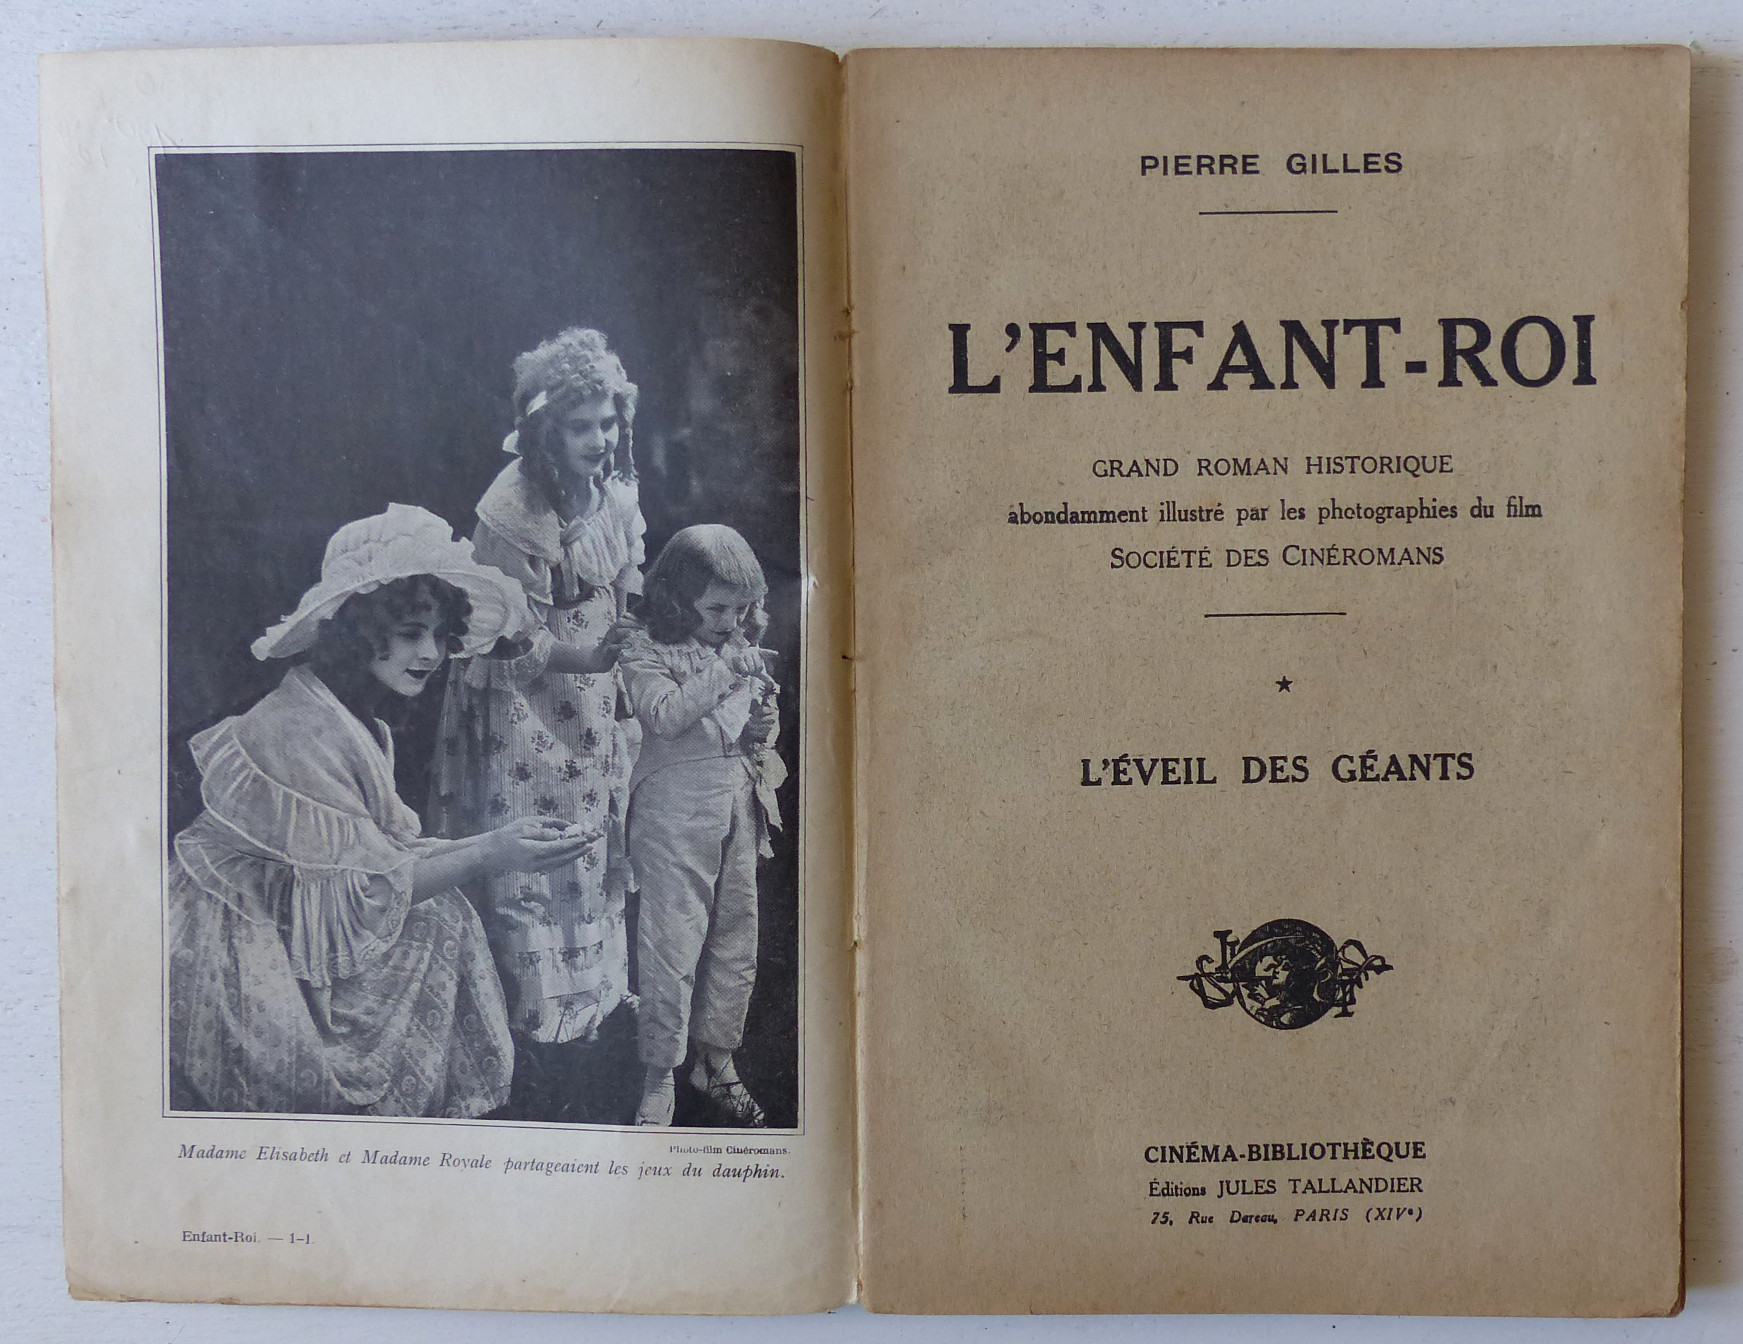 Photo-film Cinéromans.
Madame Elisabeth et Madame Royale partageaient les jeux du dauphin.
Enfant-Roi. — 1-1.
PIERRE GILLES
L'ENFANT-ROI
GRAND ROMAN HISTORIQUE
abondamment illustré par les photographies du film
SOCIÉTÉ DES CINÉROMANS
★
L'ÉVEIL DES GÉANTS
CINÉMA-BIBLIOTHÈQUE
Éditions JULES TALLANDIER
75, Rue Dareau, PARIS (XIVe)